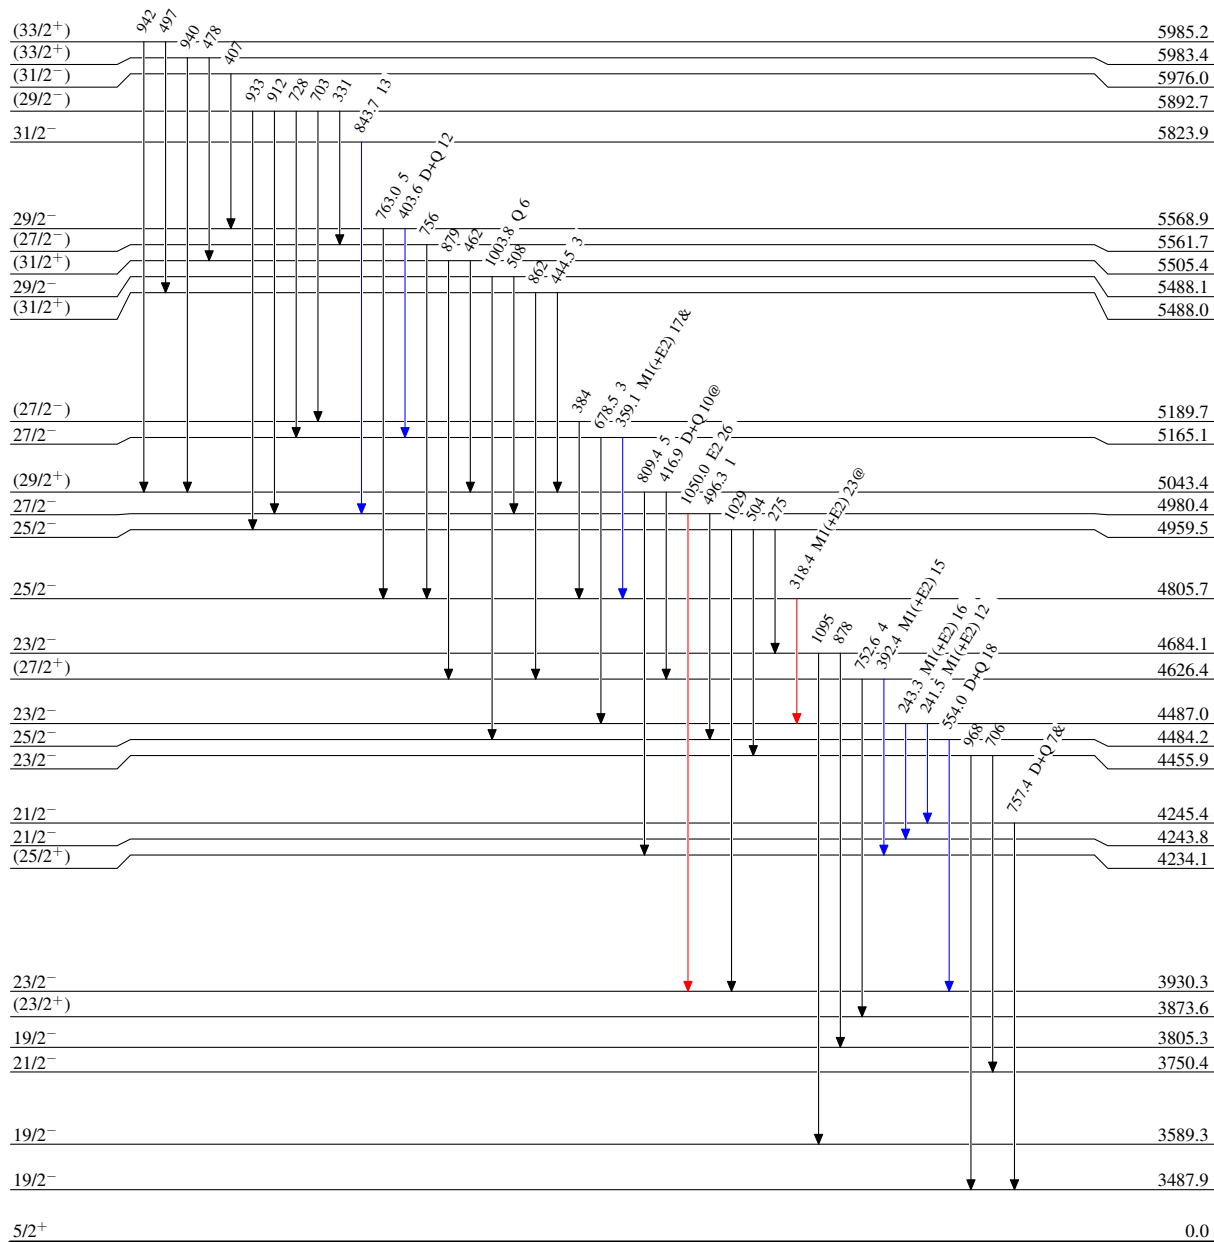 (33/2⁺) 942 497 5985.2
(33/2⁺) 940 478 5983.4
(31/2⁻) 407 5976.0
(29/2⁻) 933 912 728 703 331 5892.7
31/2⁻ 843.7 13 5823.9
29/2⁻ 763.0 5 403.6 D+Q 12 5568.9
(27/2⁻) 756 5561.7
(31/2⁺) 879 462 5505.4
29/2⁻ 1003.8 Q 6 508 5488.1
(31/2⁺) 862 444.5 3 5488.0
(27/2⁻) 384 5189.7
27/2⁻ 678.5 3 359.1 M1(+E2) 17& 5165.1
(29/2⁺) 809.4 5 416.9 D+Q 10@ 5043.4
27/2⁻ 1050.0 E2 26 496.3 1 4980.4
25/2⁻ 1029 504 275 4959.5
25/2⁻ 318.4 M1(+E2) 23@ 4805.7
23/2⁻ 1095 878 4684.1
(27/2⁺) 752.6 4 392.4 M1(+E2) 15 4626.4
23/2⁻ 243.3 M1(+E2) 16 241.5 M1(+E2) 12 4487.0
25/2⁻ 554.0 D+Q 18 4484.2
23/2⁻ 968 706 4455.9
21/2⁻ 757.4 D+Q 7& 4245.4
21/2⁻ 4243.8
(25/2⁺) 4234.1
23/2⁻ 3930.3
(23/2⁺) 3873.6
19/2⁻ 3805.3
21/2⁻ 3750.4
19/2⁻ 3589.3
19/2⁻ 3487.9
5/2⁺ 0.0